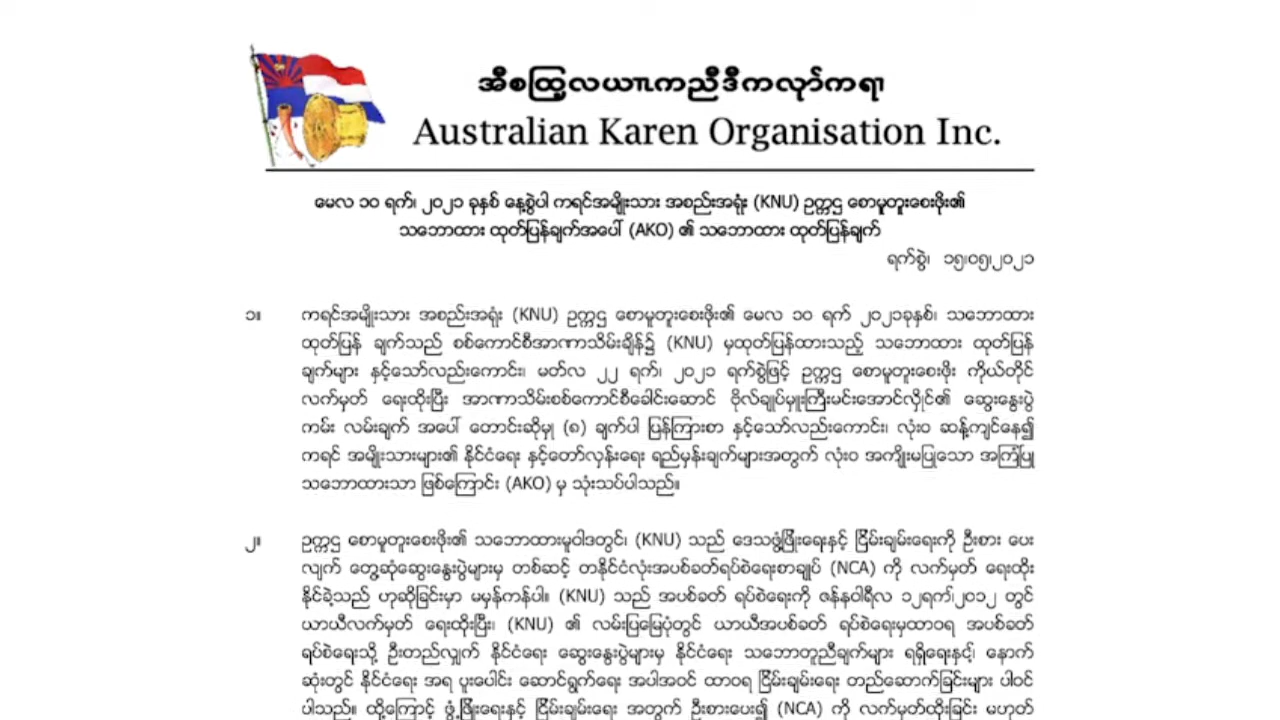 အီစထြ့လယၤကညီဒီကလုာ်ကရၢ
Australian Karen Organisation Inc.
မေလ ၁၀ ရက်၊ ၂၀၂၁ ခုနှစ် နေ့စွဲပါ ကရင်အမျိုးသား အစည်းအရုံး (KNU) ဥက္ကဌ စောမူတူးစေးဖိုး၏
သဘောထား ထုတ်ပြန်ချက်အပေါ် (AKO) ၏ သဘောထား ထုတ်ပြန်ချက်
ရက်စွဲ၊ ၁၅၊၀၅၊၂၀၂၁
၁။ ကရင်အမျိုးသား အစည်းအရုံး (KNU) ဥက္ကဌ စောမူတူးစေးဖိုး၏ မေလ ၁၀ ရက် ၂၀၂၁ခုနှစ်၊ သဘောထား
ထုတ်ပြန် ချက်သည် စစ်ကောင်စီအာဏာသိမ်းချိန်၌ (KNU) မှထုတ်ပြန်ထားသည့် သဘောထား ထုတ်ပြန်
ချက်များ နှင့်သော်လည်းကောင်း၊ မတ်လ ၂၂ ရက်၊ ၂၀၂၁ ရက်စွဲဖြင့် ဥက္ကဌ စောမူတူးစေးဖိုး ကိုယ်တိုင်
လက်မှတ် ရေးထိုးပြီး အာဏာသိမ်းစစ်ကောင်စီခေါင်းဆောင် ဗိုလ်ချုပ်မှူးကြီးမင်းအောင်လှိုင်၏ ဆွေးနွေးပွဲ
ကမ်း လမ်းချက် အပေါ် တောင်းဆိုမှု (၈) ချက်ပါ ပြန်ကြားစာ နှင့်သော်လည်းကောင်း၊ လုံးဝ ဆန့်ကျင်နေ၍
ကရင် အမျိုးသားများ၏ နိုင်ငံရေး နှင့်တော်လှန်ရေး ရည်မှန်းချက်များအတွက် လုံးဝ အကျိုးမပြုသော အကြံပြု
သဘောထားသာ ဖြစ်ကြောင်း (AKO) မှ သုံးသပ်ပါသည်။
၂။ ဥက္ကဌ စောမူတူးစေးဖိုး၏ သဘောထားမူဝါဒတွင်၊ (KNU) သည် ဒေသဖွံ့ဖြိုးရေးနှင့် ငြိမ်းချမ်းရေးကို ဦးစား ပေး
လျက် တွေ့ဆုံဆွေးနွေးပွဲများမှ တစ်ဆင့် တနိုင်ငံလုံးအပစ်ခတ်ရပ်စဲရေးစာချုပ် (NCA) ကို လက်မှတ် ရေးထိုး
နိုင်ခဲ့သည် ဟုဆိုခြင်းမှာ မမှန်ကန်ပါ။ (KNU) သည် အပစ်ခတ် ရပ်စဲရေးကို ဇန်နဝါရီလ ၁၂ရက်၊၂၀၁၂ တွင်
ယာယီလက်မှတ် ရေးထိုးပြီး၊ (KNU) ၏ လမ်းပြမြေပုံတွင် ယာယီအပစ်ခတ် ရပ်စဲရေးမှထာဝရ အပစ်ခတ်
ရပ်စဲရေးသို့ ဦးတည်လျှက် နိုင်ငံရေး ဆွေးနွေးပွဲများမှ နိုင်ငံရေး သဘောတူညီချက်များ ရရှိရေးနှင့်၊ နောက်
ဆုံးတွင် နိုင်ငံရေး အရ ပူးပေါင်း ဆောင်ရွက်ရေး အပါအဝင် ထာဝရ ငြိမ်းချမ်းရေး တည်ဆောက်ခြင်းများ ပါဝင်
ပါသည်။ ထို့ကြောင့် ဖွံ့ဖြိုးရေးနှင့် ငြိမ်းချမ်းရေး အတွက် ဦးစားပေး၍ (NCA) ကို လက်မှတ်ထိုးခြင်း မဟုတ်